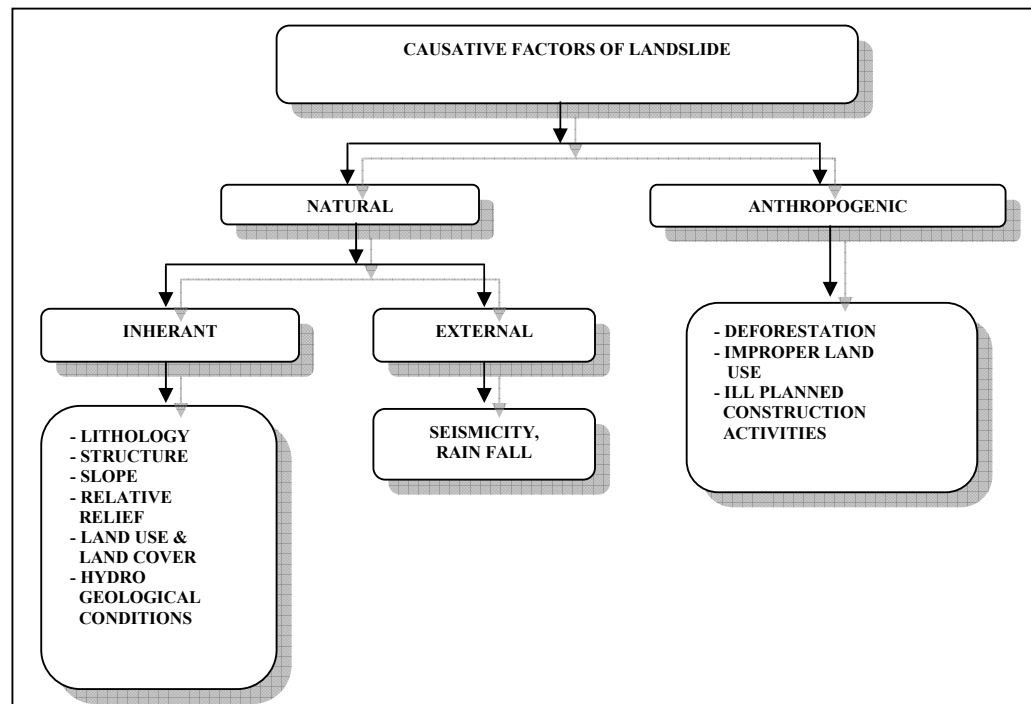 CAUSATIVE FACTORS OF LANDSLIDE
NATURAL
ANTHROPOGENIC
INHERANT
EXTERNAL
- LITHOLOGY
- STRUCTURE
- SLOPE
- RELATIVE
RELIEF
- LAND USE &
LAND COVER
- HYDRO
GEOLOGICAL
CONDITIONS
SEISMICITY,
RAIN FALL
- DEFORESTATION
- IMPROPER LAND
USE
- ILL PLANNED
CONSTRUCTION
ACTIVITIES